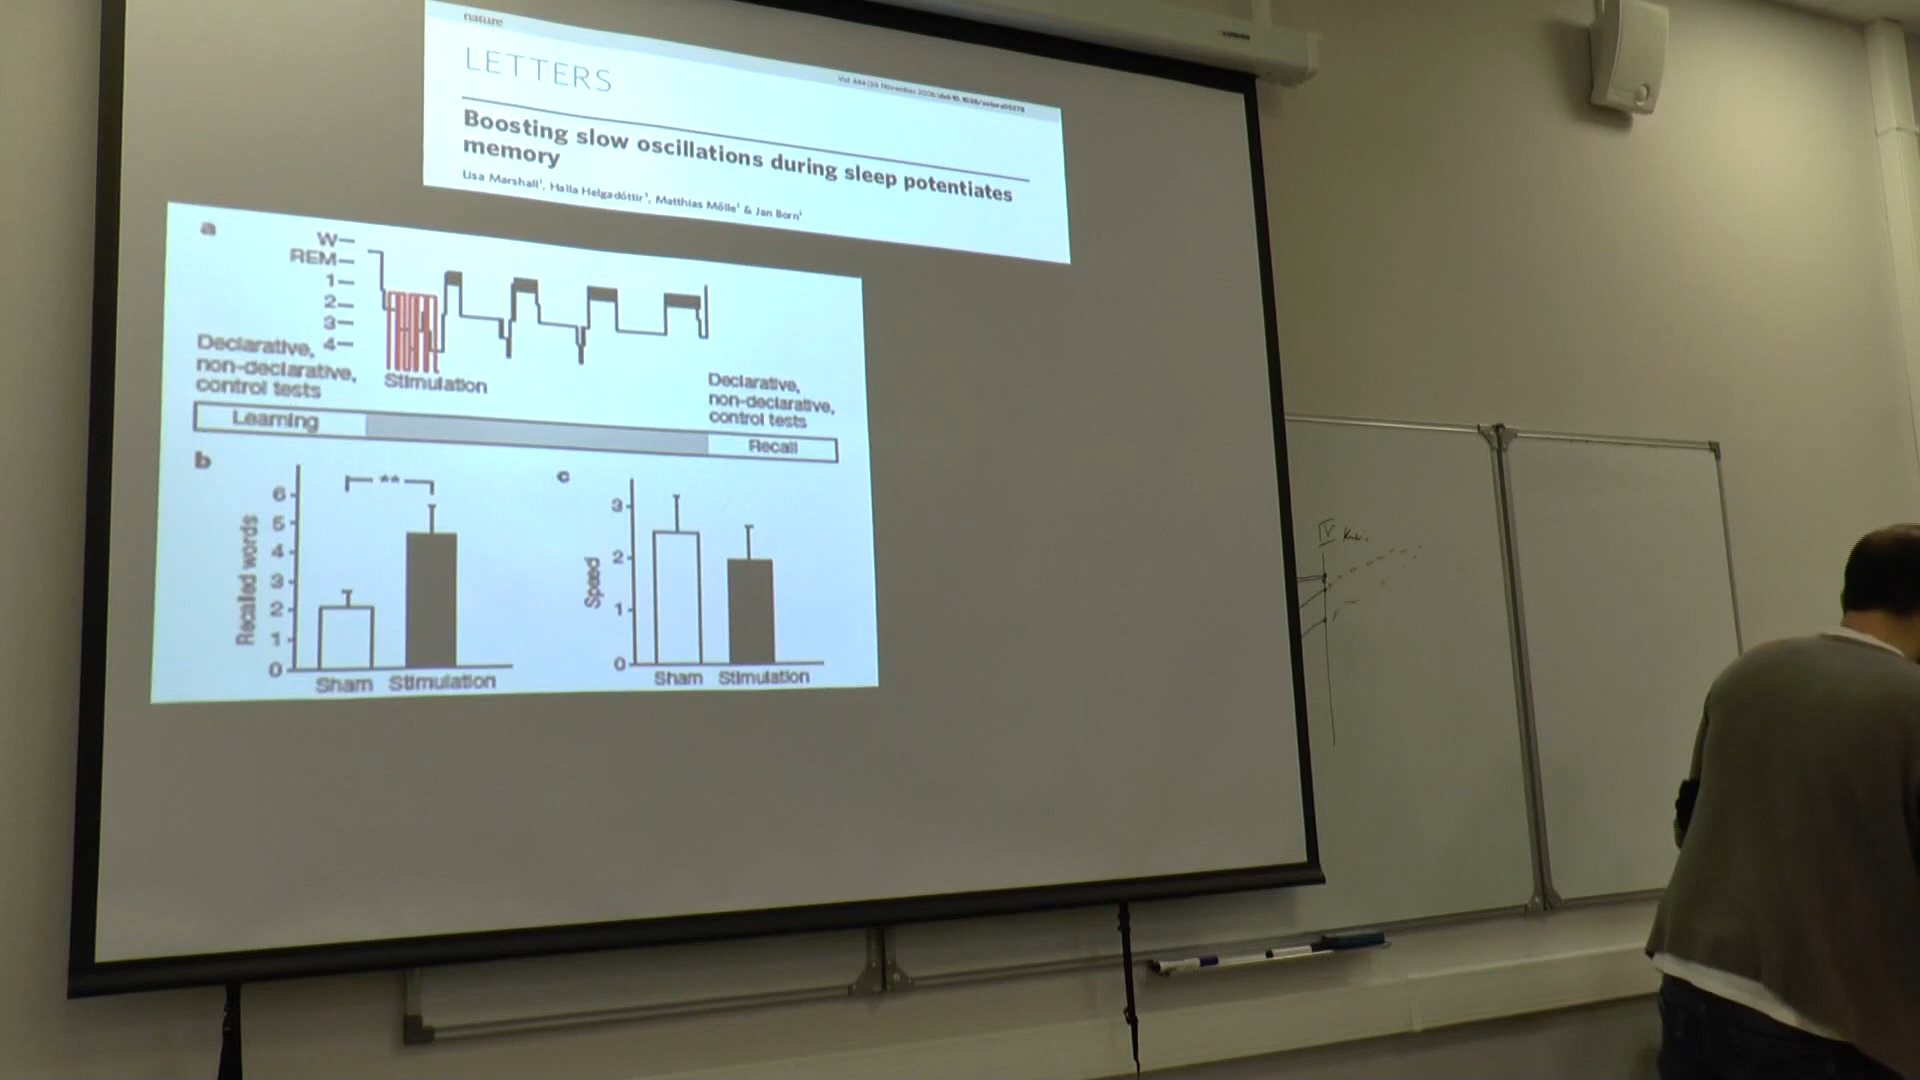 nature
LETTERS
Boosting slow oscillations during sleep potentiates
memory
Lisa Marshall¹, Halla Helgadóttir¹, Matthias Mölle¹ & Jan Born¹
a
W
REM
1
2
3
4
Declarative,
non-declarative,
control tests
Stimulation
Declarative,
non-declarative,
control tests
Learning
Recall
b
**
6
5
4
3
2
1
0
Recalled words
Sham Stimulation
c
3
2
1
0
Speed
Sham Stimulation
IV